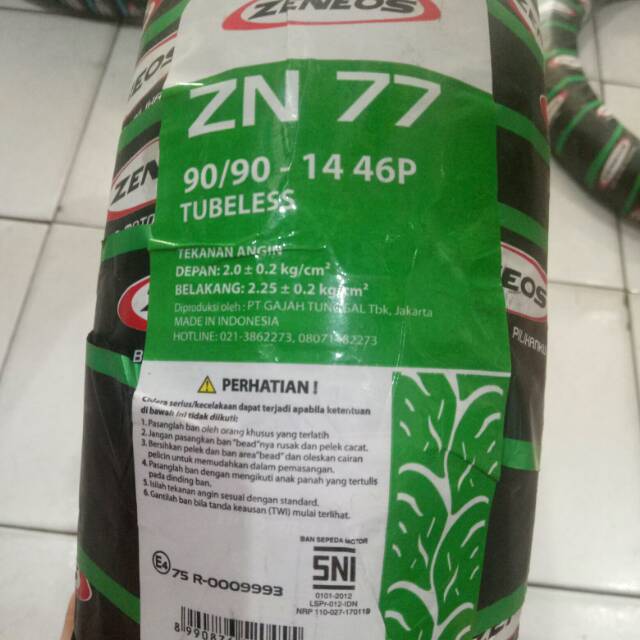 ZENEOS
ZN 77
90/90 - 14 46P
TUBELESS
TEKANAN ANGIN
DEPAN: 2.0 ± 0.2 kg/cm²
BELAKANG: 2.25 ± 0.2 kg/cm²
Diproduksi oleh : PT GAJAH TUNGGAL Tbk, Jakarta
MADE IN INDONESIA
HOTLINE: 021-3862273, 08071862273
PERHATIAN !
Cidera serius/kecelakaan dapat terjadi apabila ketentuan
di bawah ini tidak diikuti:
1. Pasanglah ban oleh orang khusus yang terlatih
2. Jangan pasangkan ban "bead"nya rusak dan pelek cacat.
3. Bersihkan pelek dan ban area "bead" dan oleskan cairan
pelicin untuk memudahkan dalam pemasangan.
4. Pasanglah ban dengan mengikuti anak panah yang tertulis
pada dinding ban.
5. Isilah tekanan angin sesuai dengan standard.
6. Gantilah ban bila tanda keausan (TWI) mulai terlihat.
E4 75 R-0009993
BAN SEPEDA MOTOR
SNI
0101-2012
LSPr-012-IDN
NRP 110-027-170119
ZENEOS